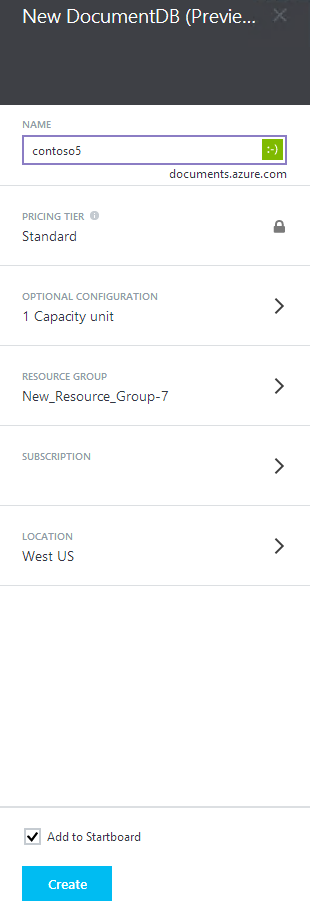 New DocumentDB (Previe...
NAME
contoso5
:-)
documents.azure.com
PRICING TIER
Standard
OPTIONAL CONFIGURATION
1 Capacity unit
RESOURCE GROUP
New_Resource_Group-7
SUBSCRIPTION
LOCATION
West US
Add to Startboard
Create